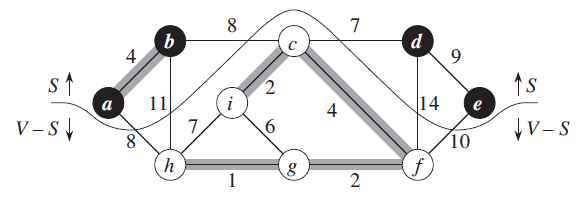 8 7
b c d
4 9
S ↑ 2 ↑ S
a 11 i 4 14 e
V – S ↓ 7 6 ↓ V – S
8 10
h g f
1 2